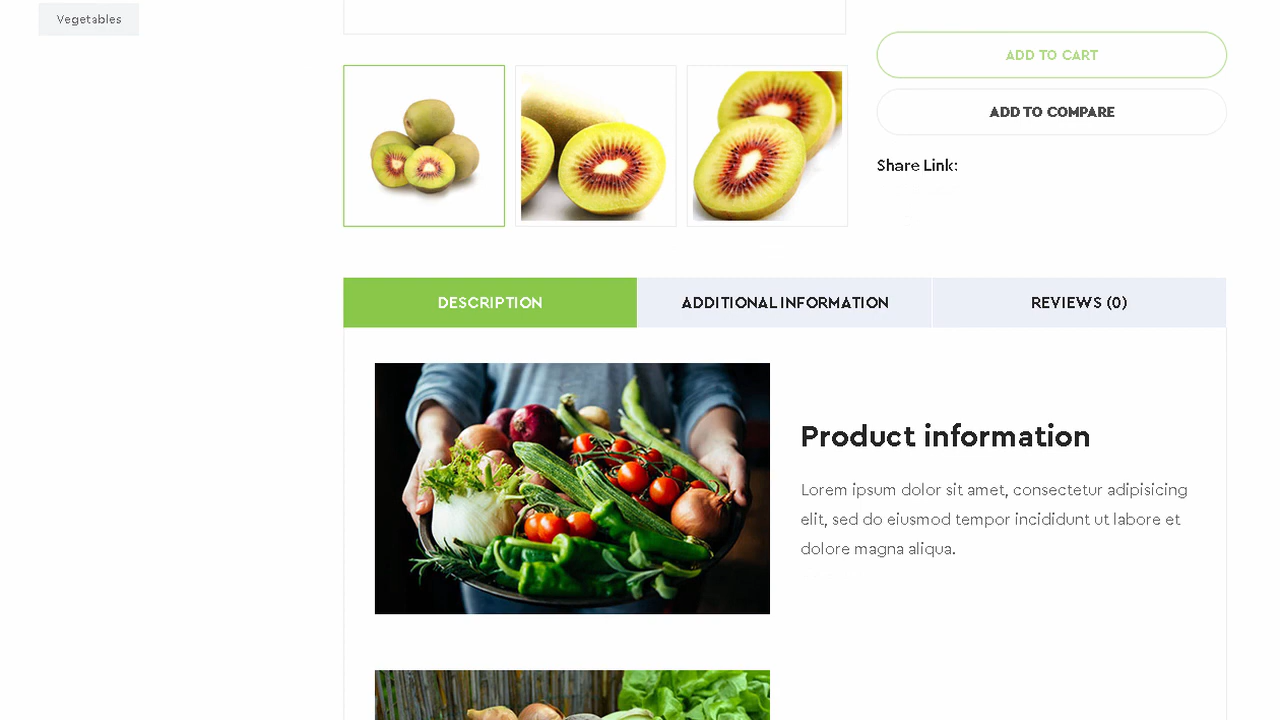 Vegetables
ADD TO CART
ADD TO COMPARE
Share Link:
DESCRIPTION
ADDITIONAL INFORMATION
REVIEWS (0)
Product information
Lorem ipsum dolor sit amet, consectetur adipisicing
elit, sed do eiusmod tempor incididunt ut labore et
dolore magna aliqua.